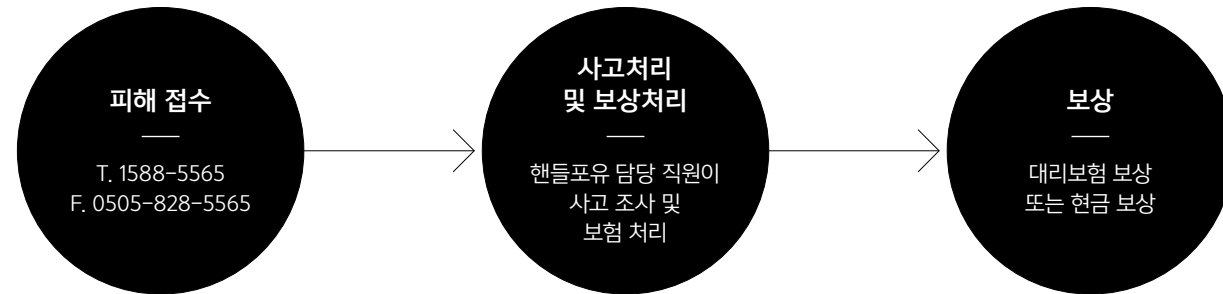 피해 접수
T. 1588-5565
F. 0505-828-5565
사고처리
및 보상처리
핸들포유 담당 직원이
사고 조사 및
보험 처리
보상
대리보험 보상
또는 현금 보상